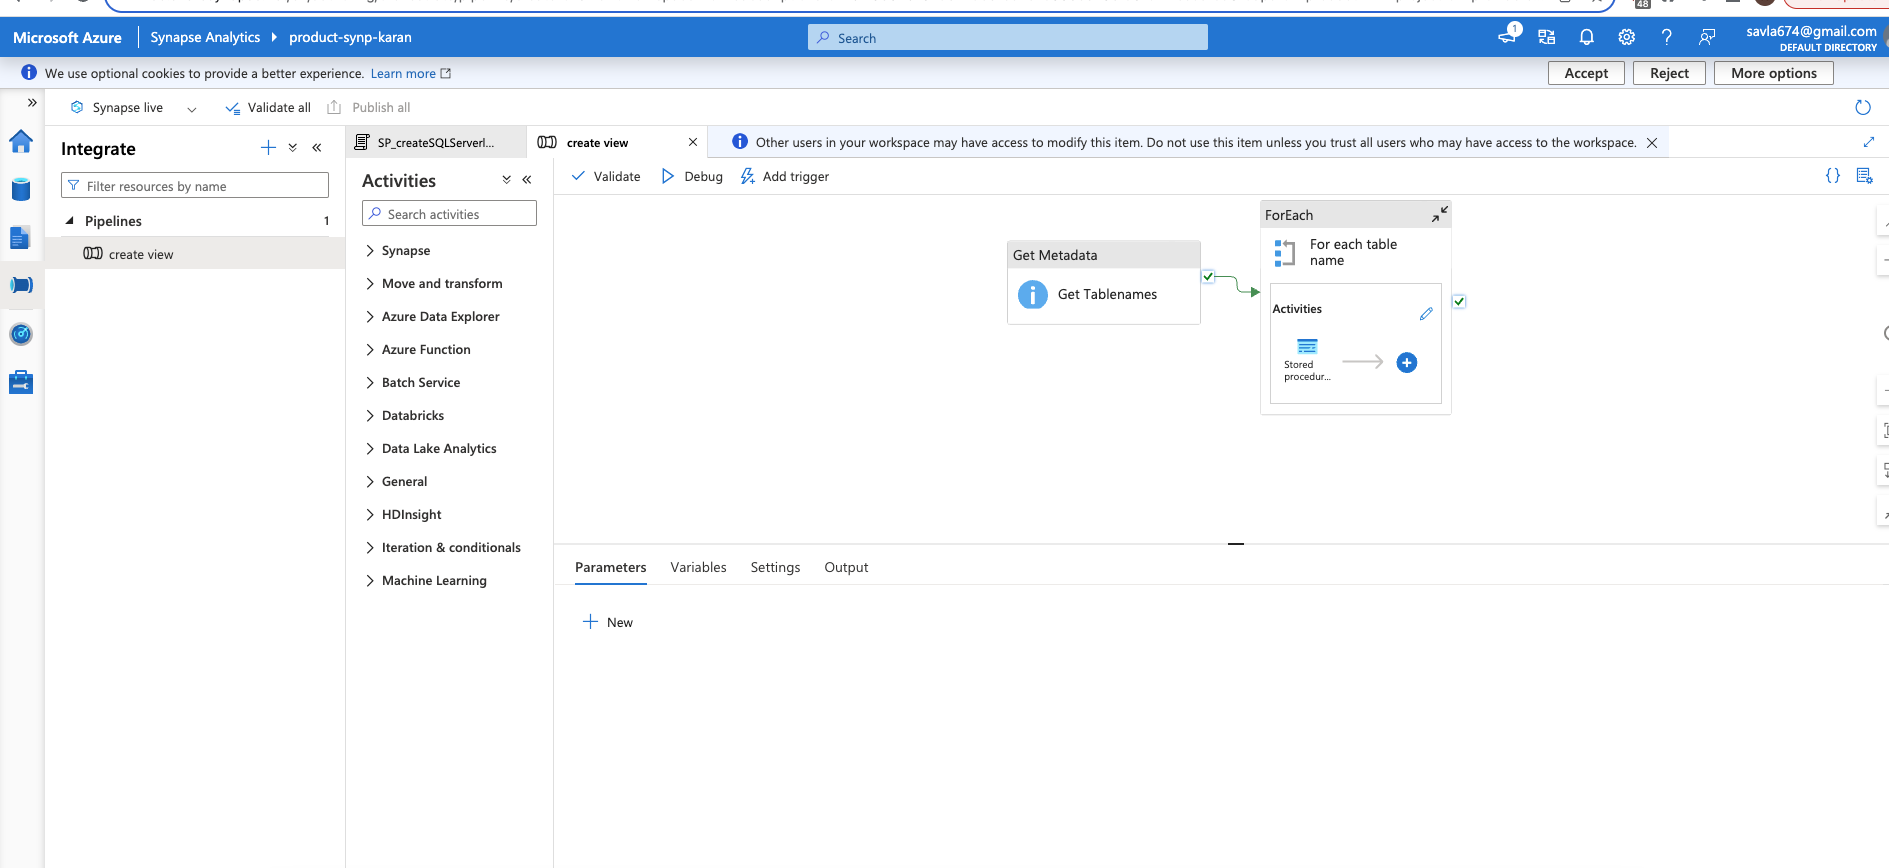 48
Microsoft Azure
Synapse Analytics
product-synp-karan
Search
1
?
savla674@gmail.com
DEFAULT DIRECTORY
We use optional cookies to provide a better experience. Learn more
Accept
Reject
More options
Synapse live
Validate all
Publish all
Integrate
Filter resources by name
Pipelines 1
create view
SP_createSQLServerl...
create view
Other users in your workspace may have access to modify this item. Do not use this item unless you trust all users who may have access to the workspace.
Activities
Search activities
Synapse
Move and transform
Azure Data Explorer
Azure Function
Batch Service
Databricks
Data Lake Analytics
General
HDInsight
Iteration & conditionals
Machine Learning
Validate
Debug
Add trigger
{}
Get Metadata
Get Tablenames
ForEach
For each table
name
Activities
Stored
procedur...
Parameters
Variables
Settings
Output
New